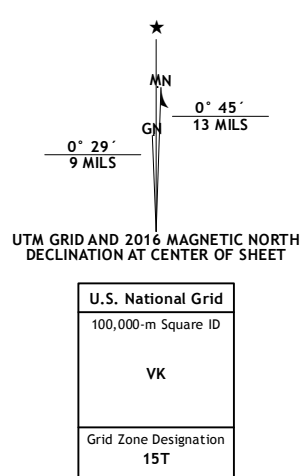 MN
0° 45´
13 MILS
GN
0° 29´
9 MILS
UTM GRID AND 2016 MAGNETIC NORTH
DECLINATION AT CENTER OF SHEET
U.S. National Grid
100,000-m Square ID
VK
Grid Zone Designation
15T